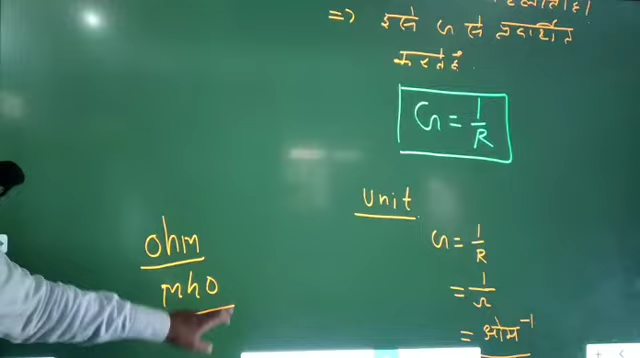 => इसे G से प्रदर्शित
करते हैं.
G = 1/R
Unit
G = 1/R
= 1/Ω
= ओम⁻¹
ohm
mho